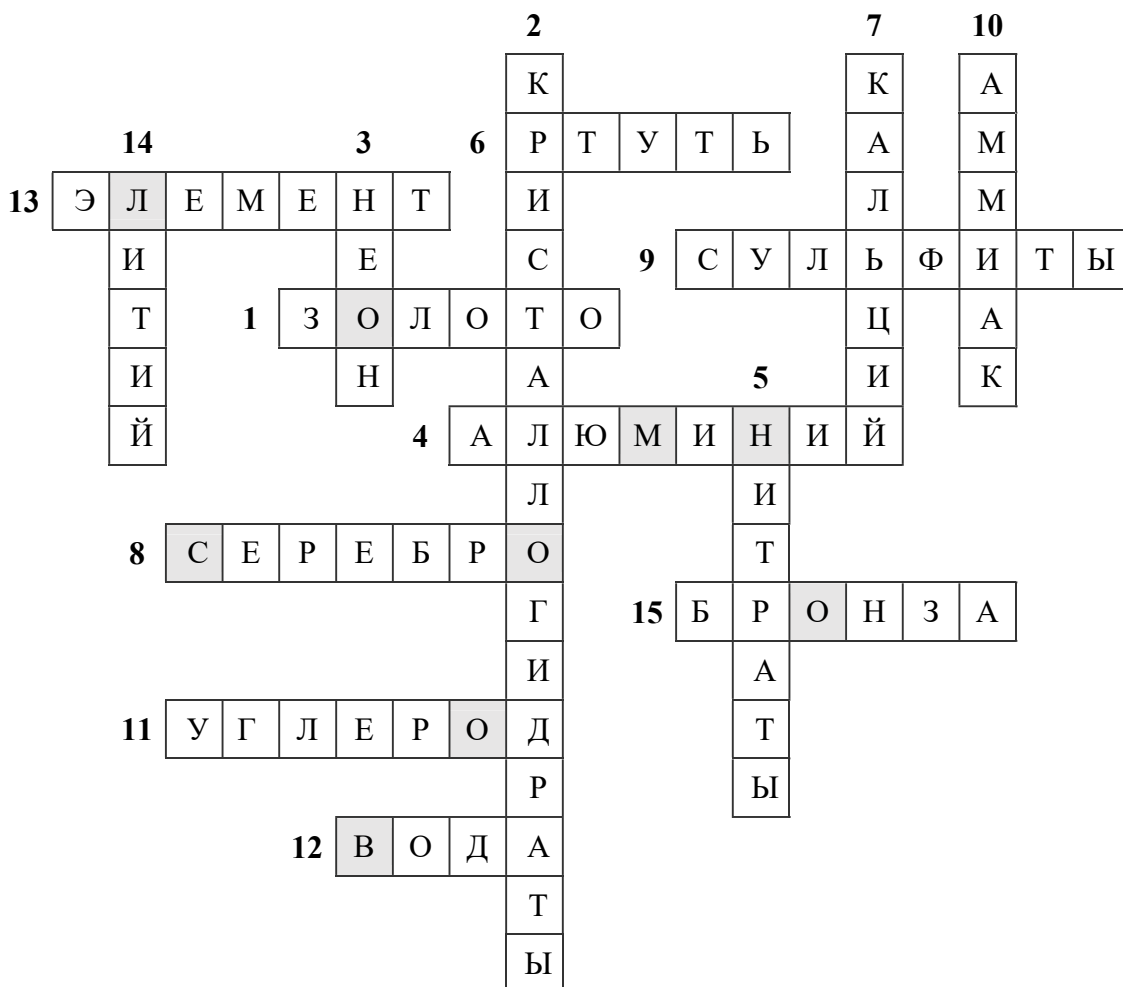 2 7 10
К К А
14 3 6 Р Т У Т Ь А М
13 Э Л Е М Е Н Т И Л М
И Е С 9 С У Л Ь Ф И Т Ы
Т 1 З О Л О Т О Ц А
И Н А 5 И К
Й 4 А Л Ю М И Н И Й
Л И
8 С Е Р Е Б Р О Т
Г 15 Б Р О Н З А
И А
11 У Г Л Е Р О Д Т
Р Ы
12 В О Д А
Т
Ы